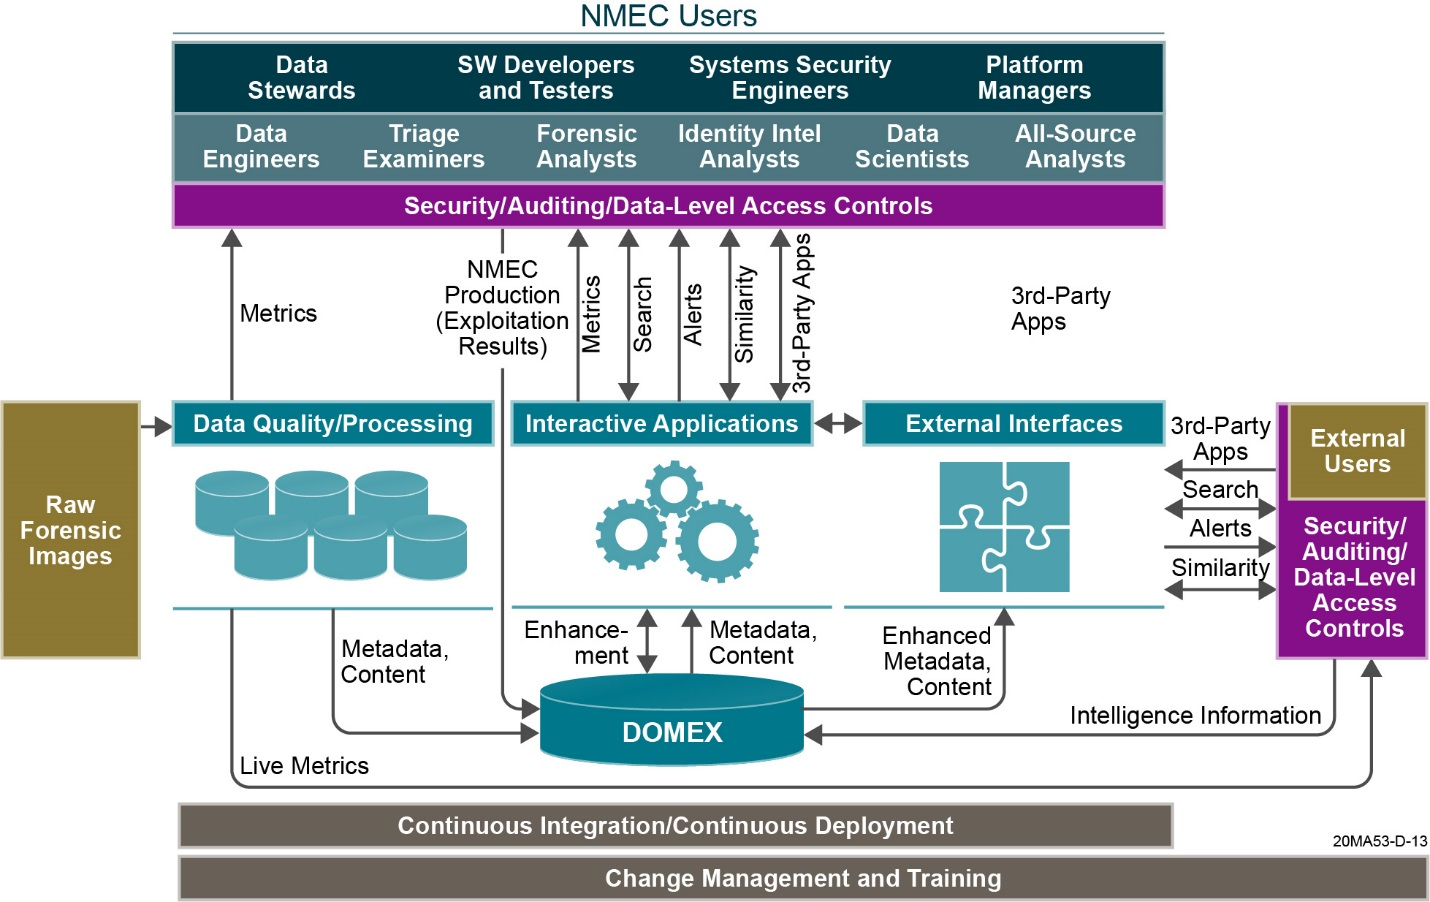 NMEC Users
Data
Stewards
SW Developers
and Testers
Systems Security
Engineers
Platform
Managers
Data
Engineers
Triage
Examiners
Forensic
Analysts
Identity Intel
Analysts
Data
Scientists
All-Source
Analysts
Security/Auditing/Data-Level Access Controls
Metrics
NMEC
Production
(Exploitation
Results)
Metrics
Search
Alerts
Similarity
3rd-Party Apps
3rd-Party
Apps
Raw
Forensic
Images
Data Quality/Processing
Interactive Applications
External Interfaces
3rd-Party
Apps
Search
Alerts
Similarity
External
Users
Security/
Auditing/
Data-Level
Access
Controls
Metadata,
Content
Enhance-
ment
Metadata,
Content
Enhanced
Metadata,
Content
DOMEX
Intelligence Information
Live Metrics
Continuous Integration/Continuous Deployment
20MA53-D-13
Change Management and Training